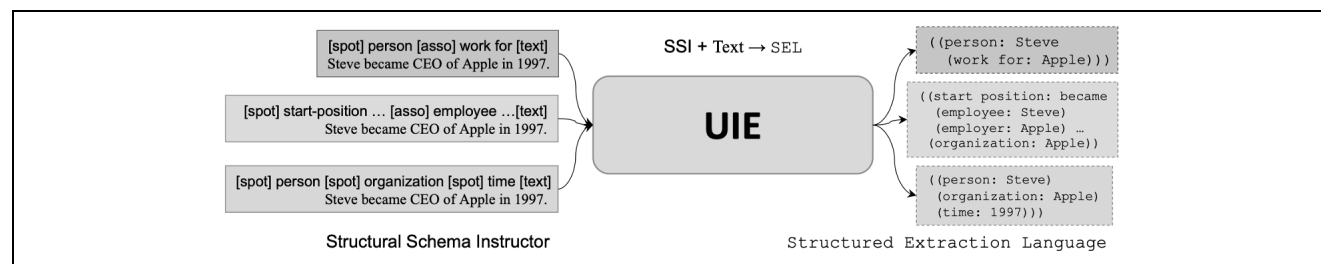 [spot] person [asso] work for [text]
Steve became CEO of Apple in 1997.
[spot] start-position … [asso] employee …[text]
Steve became CEO of Apple in 1997.
[spot] person [spot] organization [spot] time [text]
Steve became CEO of Apple in 1997.
Structural Schema Instructor
SSI + Text → SEL
UIE
((person: Steve
(work for: Apple)))
((start position: became
(employee: Steve)
(employer: Apple) …
(organization: Apple))
((person: Steve)
(organization: Apple)
(time: 1997)))
Structured Extraction Language